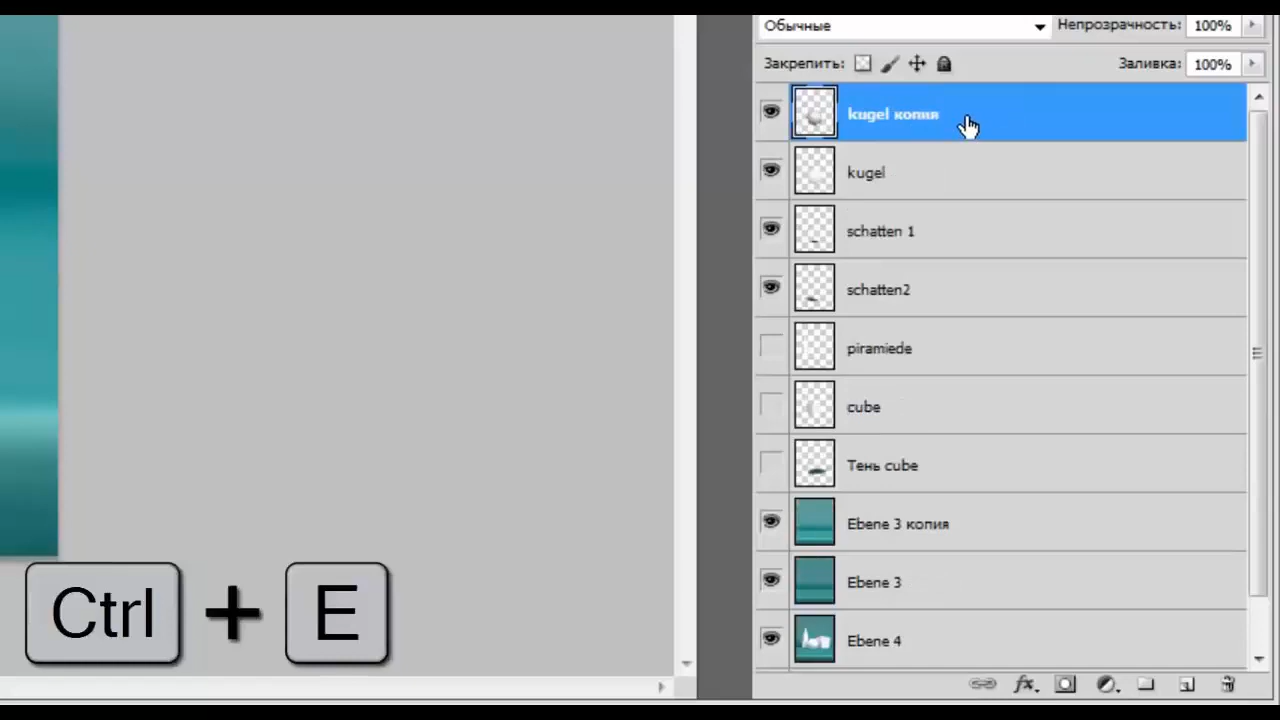 Обычные Непрозрачность: 100%
Закрепить: Заливка: 100%
kugel копия
kugel
schatten 1
schatten2
piramiede
cube
Тень cube
Ebene 3 копия
Ebene 3
Ebene 4
fx.
Ctrl + E